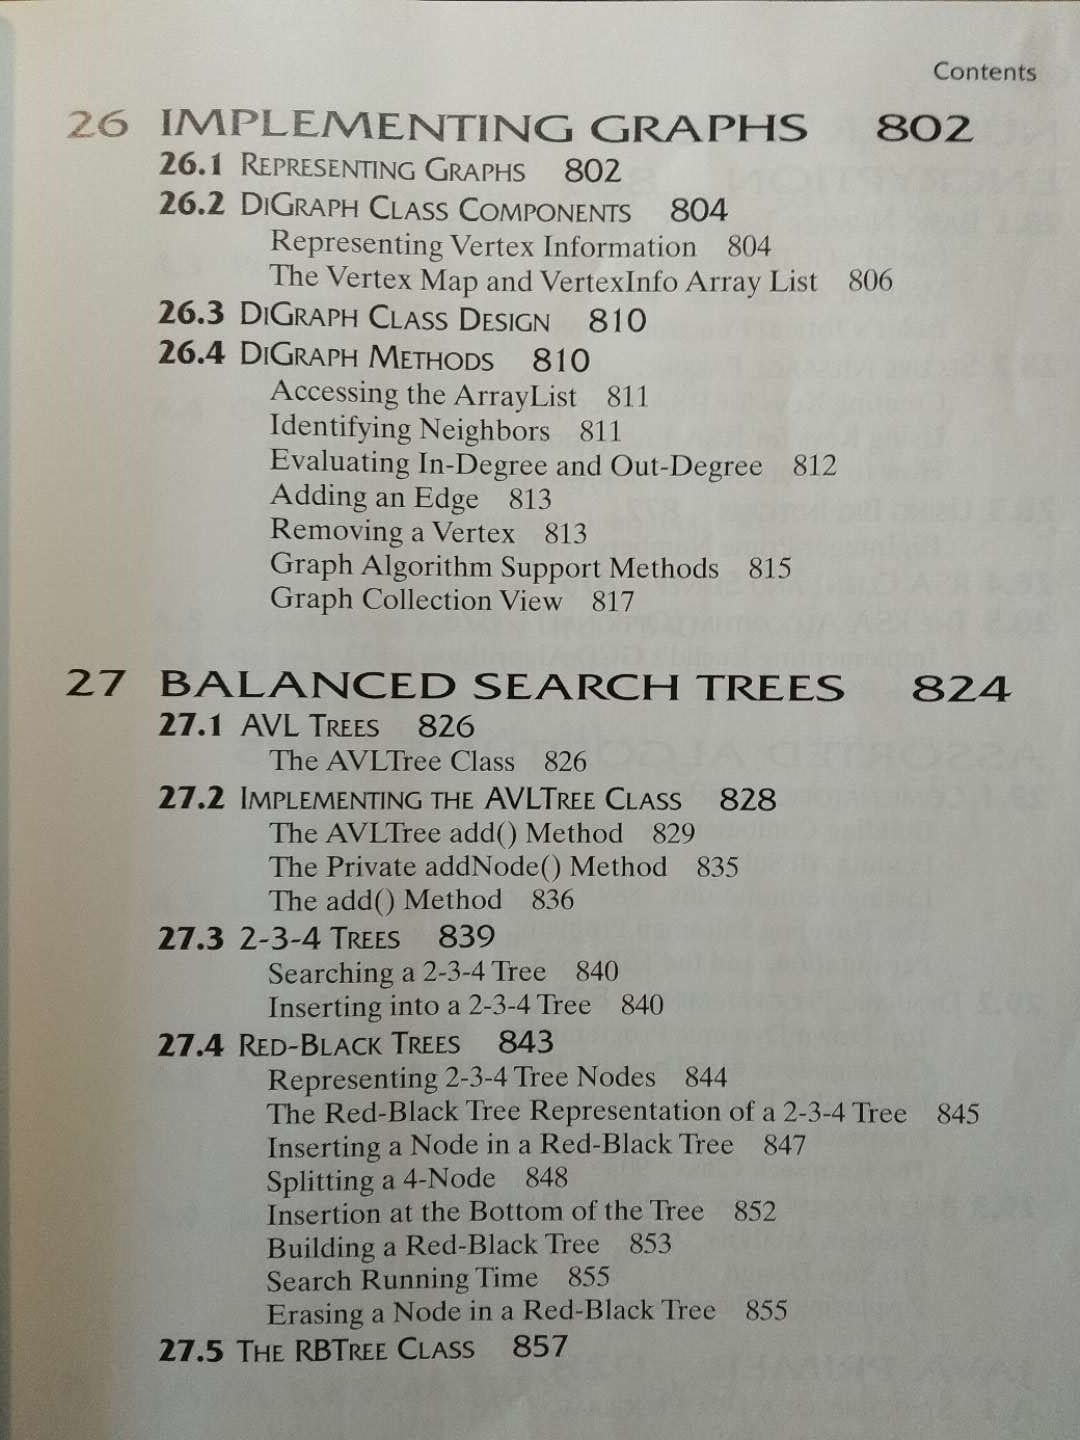 Contents
26 IMPLEMENTING GRAPHS 802
26.1 REPRESENTING GRAPHS 802
26.2 DIGRAPH CLASS COMPONENTS 804
Representing Vertex Information 804
The Vertex Map and VertexInfo Array List 806
26.3 DIGRAPH CLASS DESIGN 810
26.4 DIGRAPH METHODS 810
Accessing the ArrayList 811
Identifying Neighbors 811
Evaluating In-Degree and Out-Degree 812
Adding an Edge 813
Removing a Vertex 813
Graph Algorithm Support Methods 815
Graph Collection View 817
27 BALANCED SEARCH TREES 824
27.1 AVL TREES 826
The AVLTree Class 826
27.2 IMPLEMENTING THE AVLTREE CLASS 828
The AVLTree add() Method 829
The Private addNode() Method 835
The add() Method 836
27.3 2-3-4 TREES 839
Searching a 2-3-4 Tree 840
Inserting into a 2-3-4 Tree 840
27.4 RED-BLACK TREES 843
Representing 2-3-4 Tree Nodes 844
The Red-Black Tree Representation of a 2-3-4 Tree 845
Inserting a Node in a Red-Black Tree 847
Splitting a 4-Node 848
Insertion at the Bottom of the Tree 852
Building a Red-Black Tree 853
Search Running Time 855
Erasing a Node in a Red-Black Tree 855
27.5 THE RBTREE CLASS 857